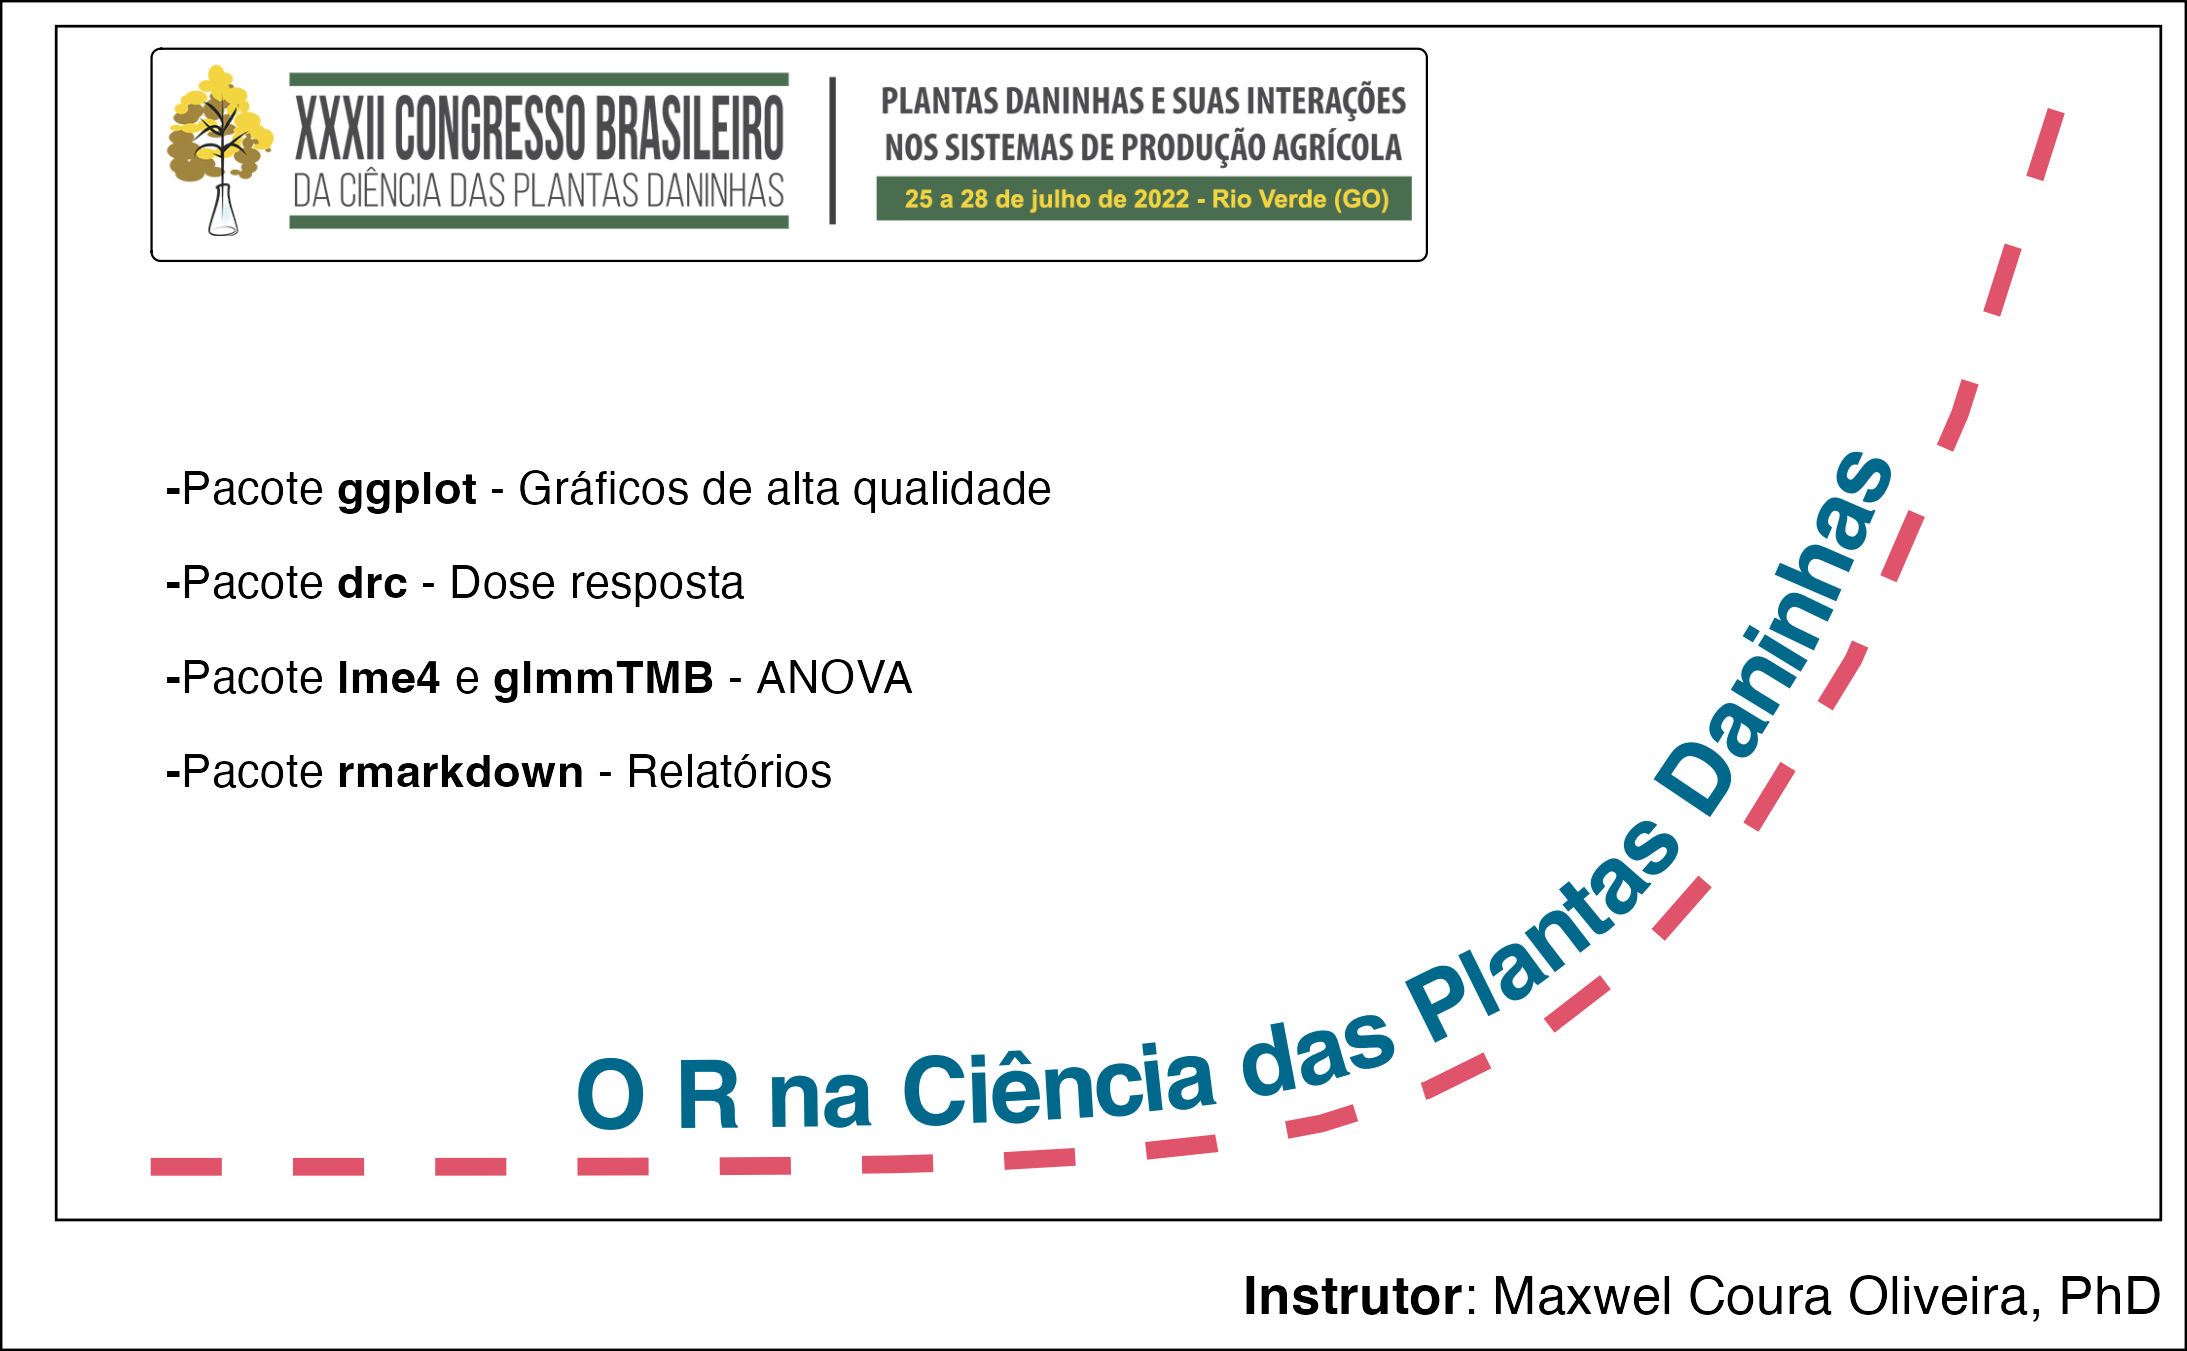 XXXII CONGRESSO BRASILEIRO
DA CIÊNCIA DAS PLANTAS DANINHAS
PLANTAS DANINHAS E SUAS INTERAÇÕES
NOS SISTEMAS DE PRODUÇÃO AGRÍCOLA
25 a 28 de julho de 2022 - Rio Verde (GO)
-Pacote ggplot - Gráficos de alta qualidade
-Pacote drc - Dose resposta
-Pacote lme4 e glmmTMB - ANOVA
-Pacote rmarkdown - Relatórios
O R na Ciência das Plantas Daninhas
Instrutor: Maxwel Coura Oliveira, PhD